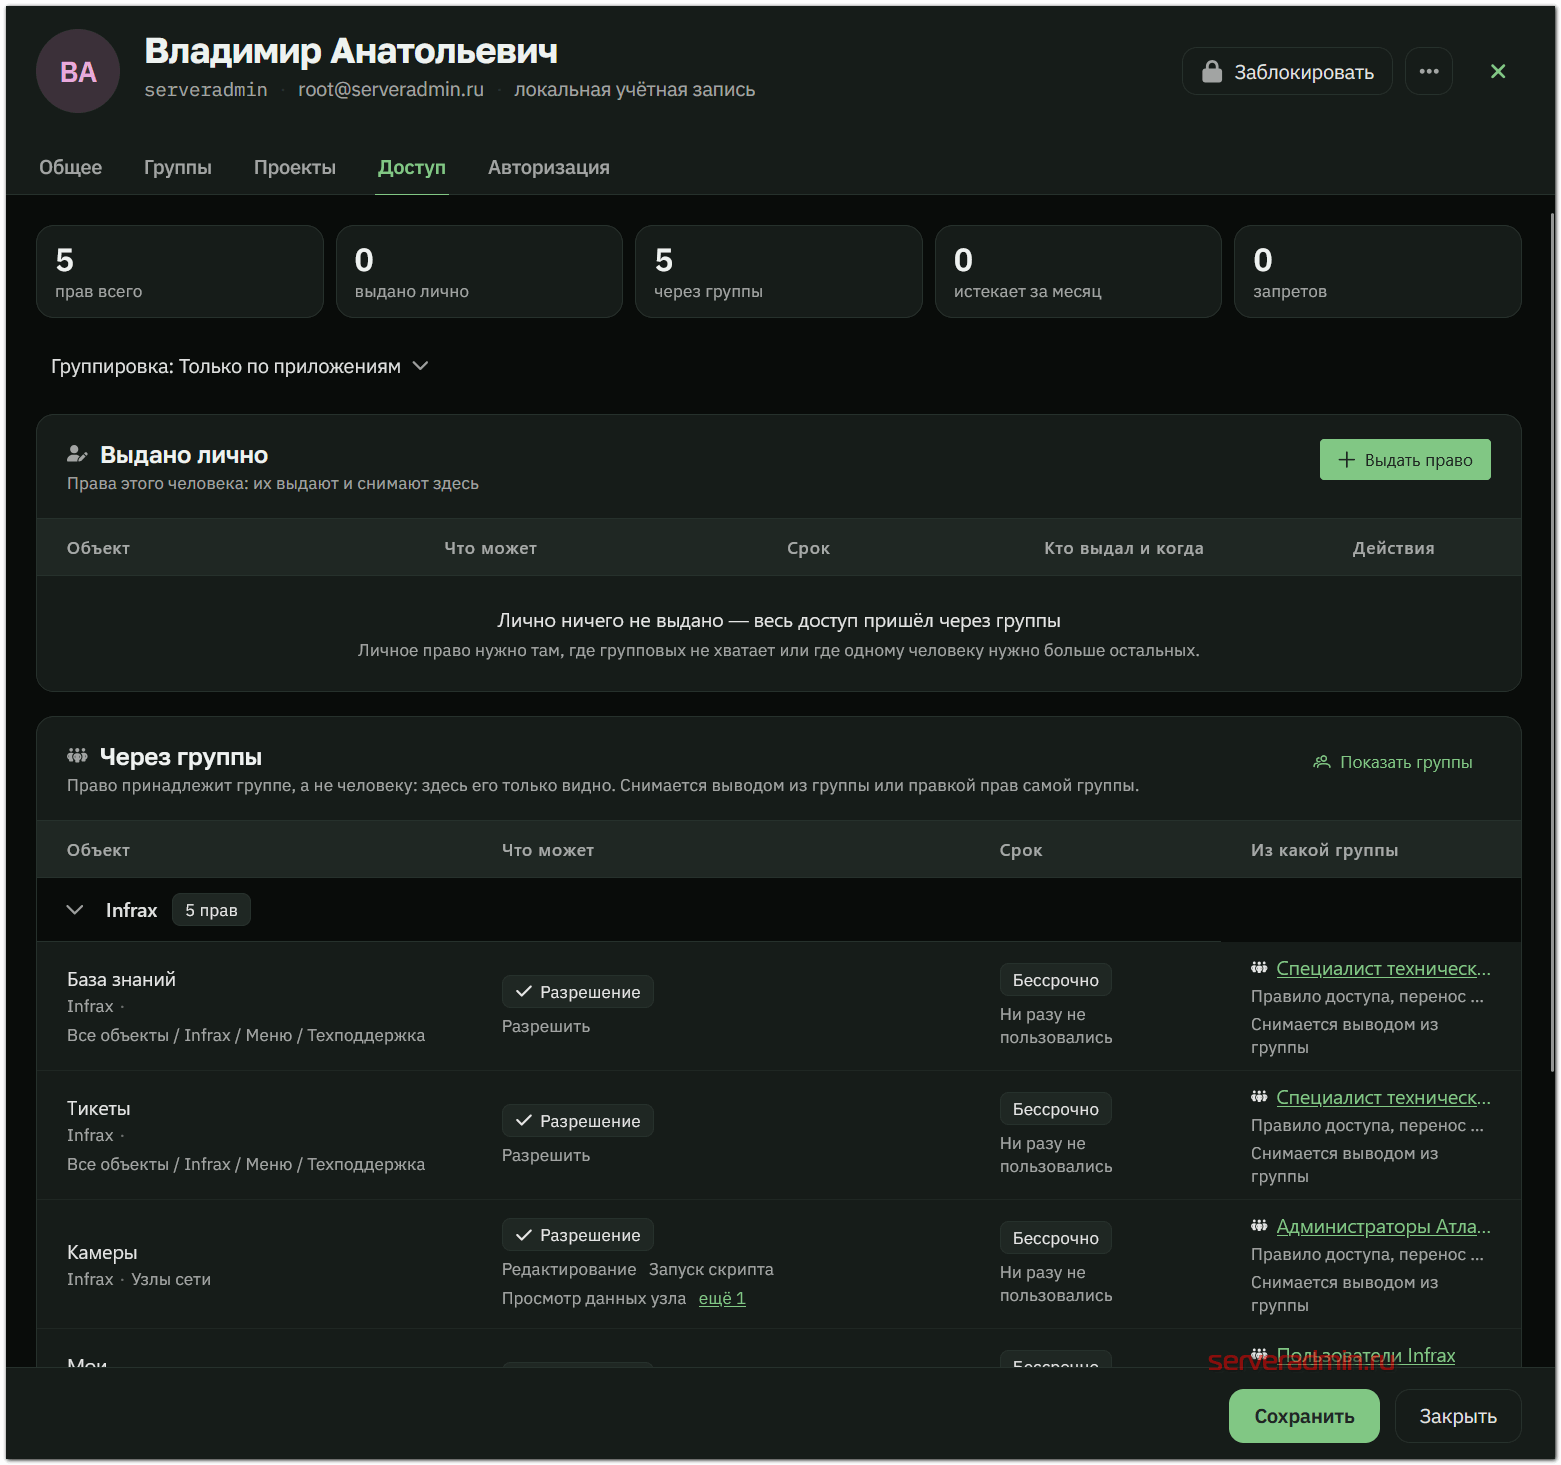 ВА
Владимир Анатольевич
serveradmin · root@serveradmin.ru · локальная учётная запись
Заблокировать
Общее Группы Проекты Доступ Авторизация
5
прав всего
0
выдано лично
5
через группы
0
истекает за месяц
0
запретов
Группировка: Только по приложениям
Выдано лично
Права этого человека: их выдают и снимают здесь
Выдать право
Объект Что может Срок Кто выдал и когда Действия
Лично ничего не выдано — весь доступ пришёл через группы
Личное право нужно там, где групповых не хватает или где одному человеку нужно больше остальных.
Через группы
Право принадлежит группе, а не человеку: здесь его только видно. Снимается выводом из группы или правкой прав самой группы.
Показать группы
Объект Что может Срок Из какой группы
Infrax 5 прав
База знаний
Infrax ·
Все объекты / Infrax / Меню / Техподдержка
Разрешение
Разрешить
Бессрочно
Ни разу не
пользовались
Специалист техническ...
Правило доступа, перенос ...
Снимается выводом из
группы
Тикеты
Infrax ·
Все объекты / Infrax / Меню / Техподдержка
Разрешение
Разрешить
Бессрочно
Ни разу не
пользовались
Специалист техническ...
Правило доступа, перенос ...
Снимается выводом из
группы
Камеры
Infrax · Узлы сети
Разрешение
Редактирование Запуск скрипта
Просмотр данных узла ещё 1
Бессрочно
Ни разу не
пользовались
Администраторы Атла...
Правило доступа, перенос ...
Снимается выводом из
группы
Мои
Бессрочно
Пользователи Infrax
serveradmin.ru
Сохранить
Закрыть